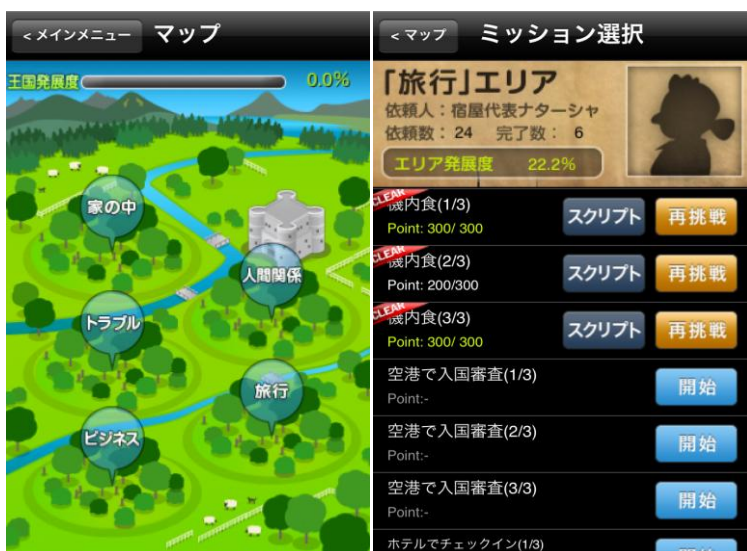 <メインメニュー マップ
王国発展度 0.0%
家の中
人間関係
トラブル
旅行
ビジネス
<マップ ミッション選択
「旅行」エリア
依頼人：宿屋代表ナターシャ
依頼数：24 完了数：6
エリア発展度 22.2%
CLEAR
機内食(1/3) スクリプト 再挑戦
Point: 300/ 300
CLEAR
機内食(2/3) スクリプト 再挑戦
Point: 200/300
CLEAR
機内食(3/3) スクリプト 再挑戦
Point: 300/ 300
空港で入国審査(1/3) 開始
Point:-
空港で入国審査(2/3) 開始
Point:-
空港で入国審査(3/3) 開始
Point:-
ホテルでチェックイン(1/3)